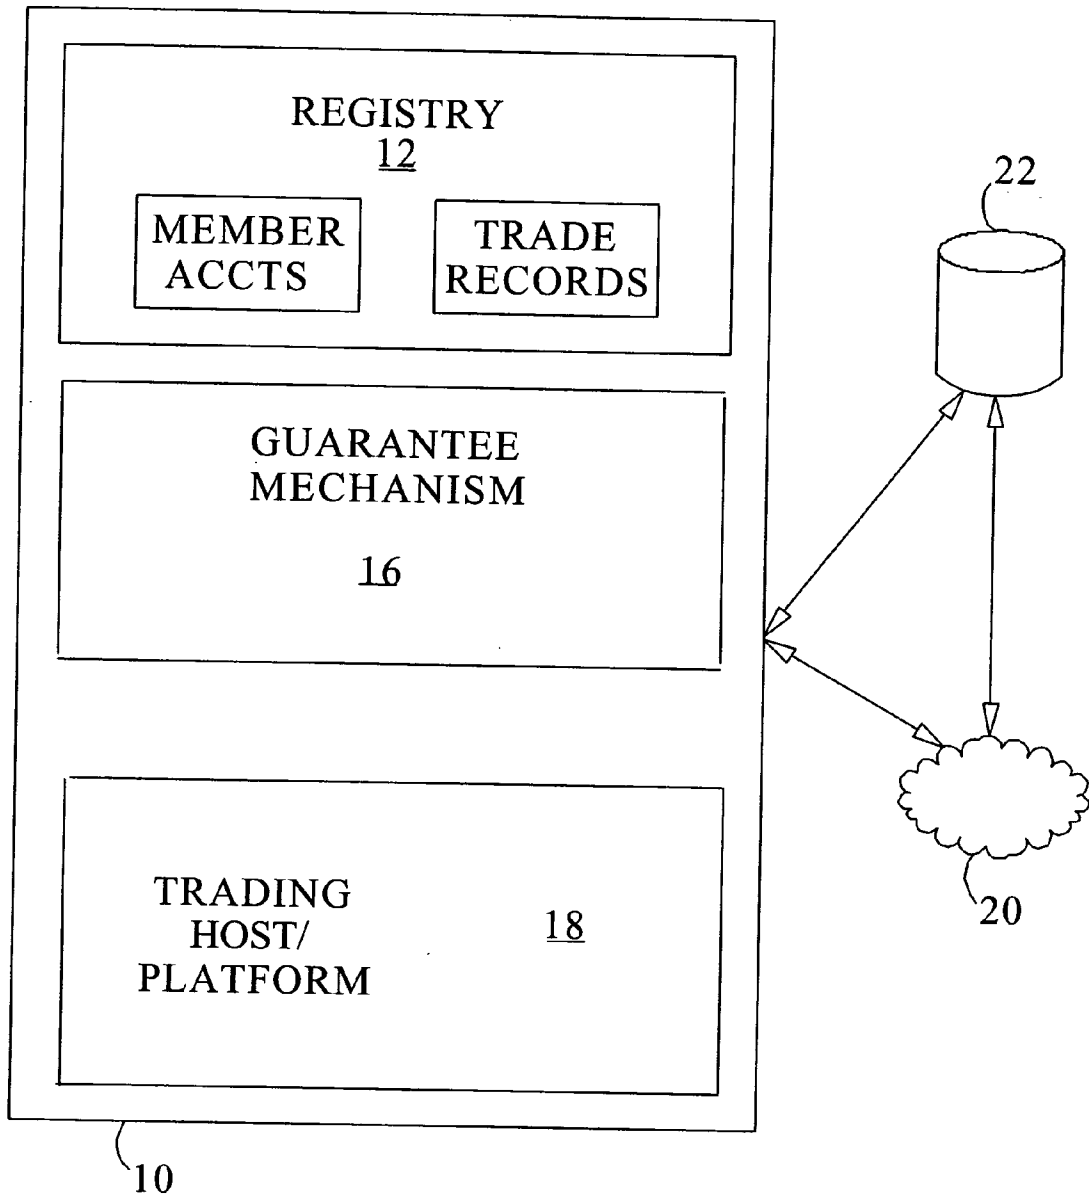 REGISTRY
12
MEMBER
ACCTS
TRADE
RECORDS
22
GUARANTEE
MECHANISM
16
TRADING
HOST/
PLATFORM
18
20
10